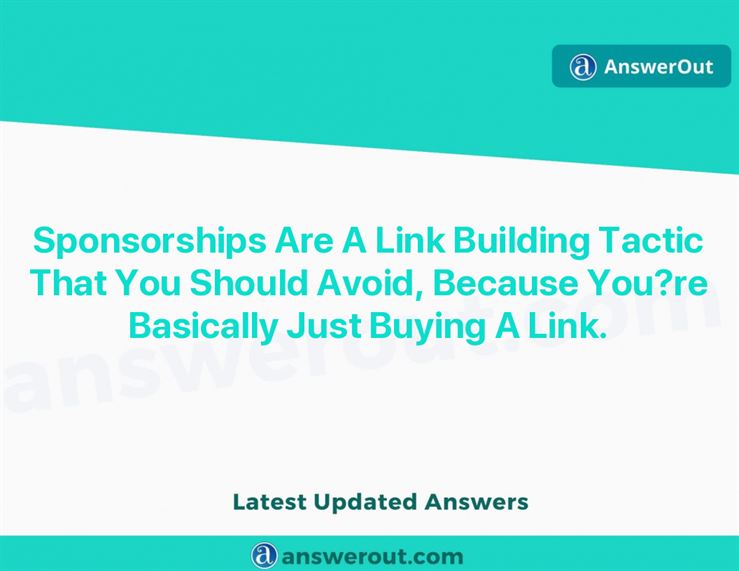 AnswerOut
Sponsorships Are A Link Building Tactic
That You Should Avoid, Because You?re
Basically Just Buying A Link.
answerout.com
Latest Updated Answers
answerout.com